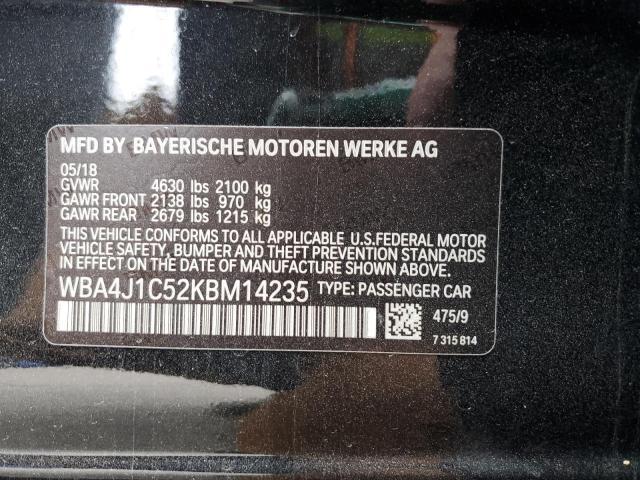 MFD BY BAYERISCHE MOTOREN WERKE AG
05/18
GVWR 4630 lbs 2100 kg
GAWR FRONT 2138 lbs 970 kg
GAWR REAR 2679 lbs 1215 kg
THIS VEHICLE CONFORMS TO ALL APPLICABLE U.S.FEDERAL MOTOR
VEHICLE SAFETY, BUMPER AND THEFT PREVENTION STANDARDS
IN EFFECT ON THE DATE OF MANUFACTURE SHOWN ABOVE.
WBA4J1C52KBM14235 TYPE: PASSENGER CAR
475/9
7 315 814